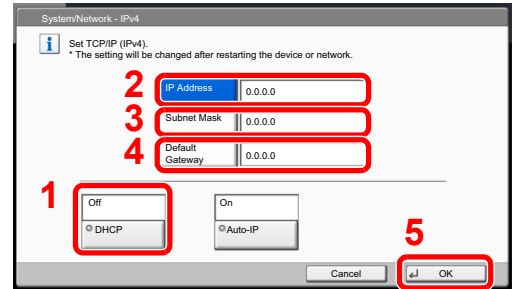 System/Network - IPv4
i
Set TCP/IP (IPv4).
* The setting will be changed after restarting the device or network.
2
IP Address
0.0.0.0
3
Subnet Mask
0.0.0.0
4
Default
Gateway
0.0.0.0
1
Off
On
DHCP
Auto-IP
5
Cancel
OK